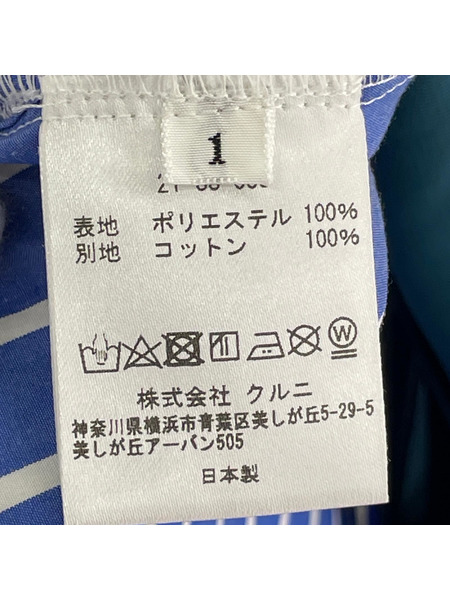 1
表地 ポリエステル 100%
別地 コットン 100%
W
株式会社 クルニ
神奈川県横浜市青葉区美しが丘5-29-5
美しが丘アーバン505
日本製